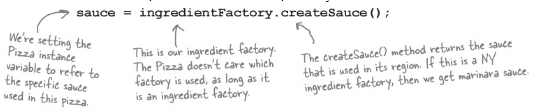 sauce = ingredientFactory.createSauce();
We're setting the
Pizza instance
variable to refer to
the specific sauce
used in this pizza.
This is our ingredient factory.
The Pizza doesn't care which
factory is used, as long as it
is an ingredient factory.
The createSauce() method returns the sauce
that is used in its region. If this is a NY
ingredient factory, then we get marinara sauce.